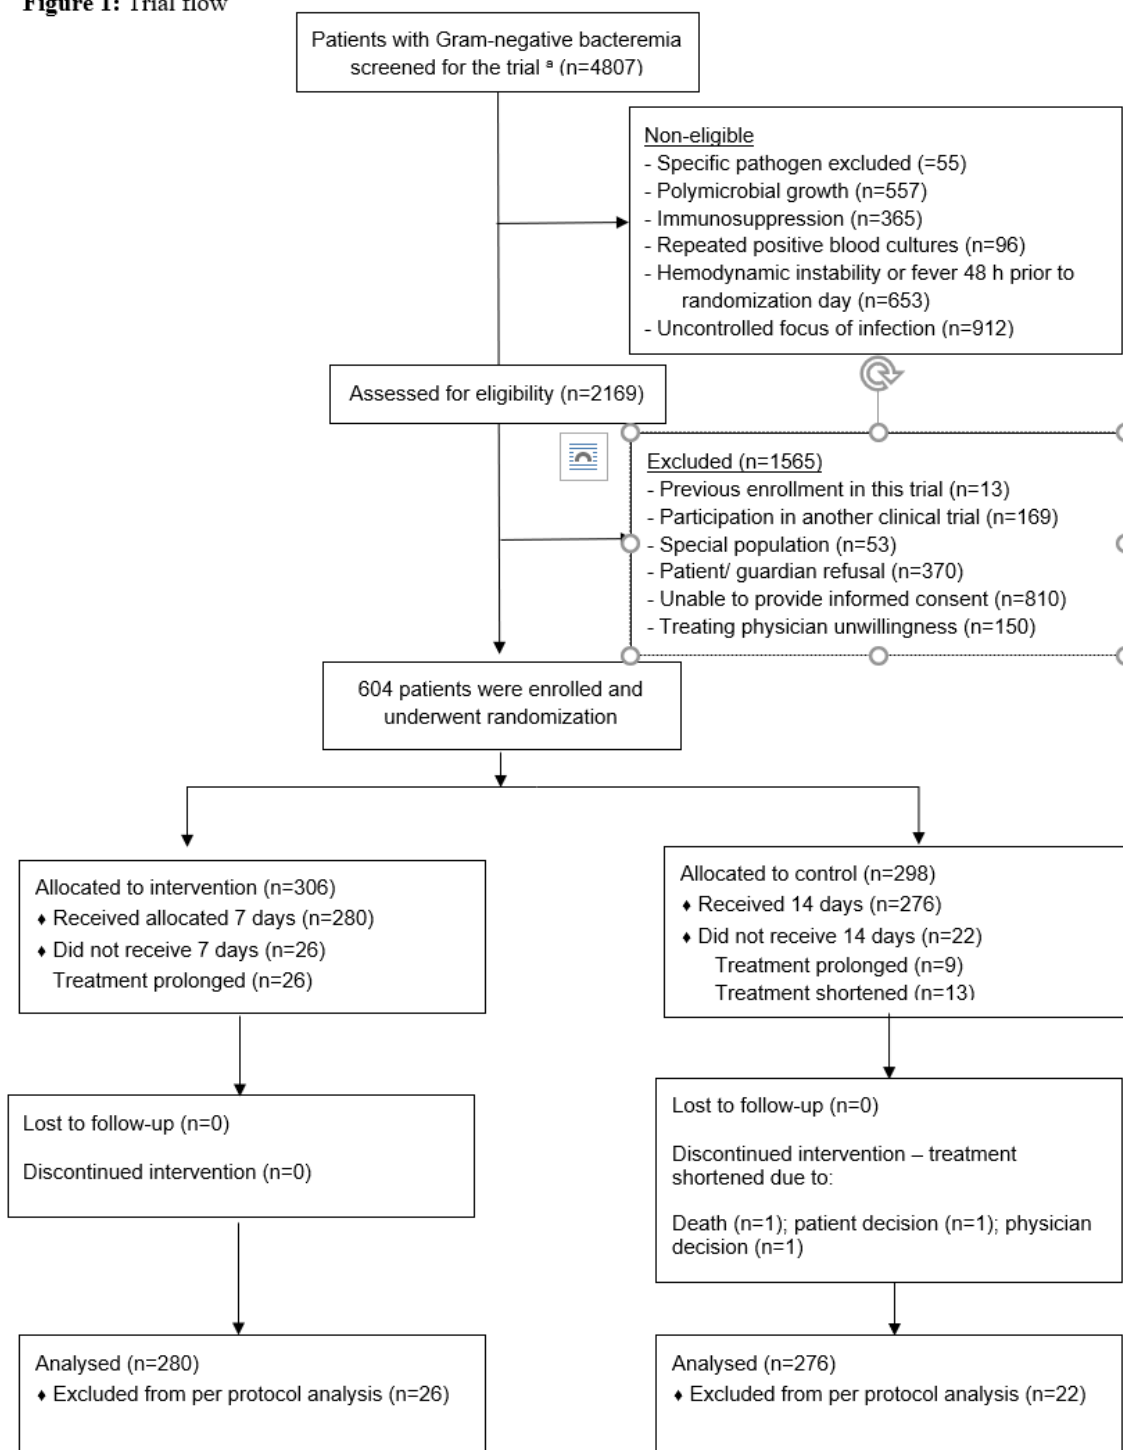 Figure 1: Trial flow
Patients with Gram-negative bacteremia
screened for the trial ª (n=4807)
Non-eligible
- Specific pathogen excluded (=55)
- Polymicrobial growth (n=557)
- Immunosuppression (n=365)
- Repeated positive blood cultures (n=96)
- Hemodynamic instability or fever 48 h prior to
randomization day (n=653)
- Uncontrolled focus of infection (n=912)
Assessed for eligibility (n=2169)
Excluded (n=1565)
- Previous enrollment in this trial (n=13)
- Participation in another clinical trial (n=169)
- Special population (n=53)
- Patient/ guardian refusal (n=370)
- Unable to provide informed consent (n=810)
- Treating physician unwillingness (n=150)
604 patients were enrolled and
underwent randomization
Allocated to intervention (n=306)
♦ Received allocated 7 days (n=280)
♦ Did not receive 7 days (n=26)
Treatment prolonged (n=26)
Allocated to control (n=298)
♦ Received 14 days (n=276)
♦ Did not receive 14 days (n=22)
Treatment prolonged (n=9)
Treatment shortened (n=13)
Lost to follow-up (n=0)
Discontinued intervention (n=0)
Lost to follow-up (n=0)
Discontinued intervention – treatment
shortened due to:
Death (n=1); patient decision (n=1); physician
decision (n=1)
Analysed (n=280)
♦ Excluded from per protocol analysis (n=26)
Analysed (n=276)
♦ Excluded from per protocol analysis (n=22)